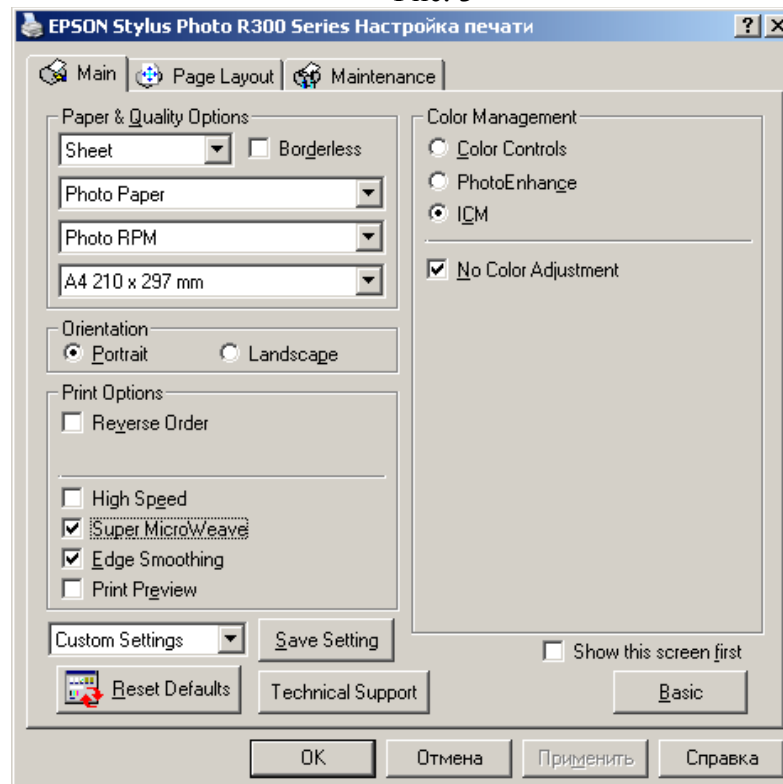 EPSON Stylus Photo R300 Series Настройка печати
Main
Page Layout
Maintenance
Paper & Quality Options
Sheet
Borderless
Photo Paper
Photo RPM
A4 210 x 297 mm
Orientation
Portrait
Landscape
Print Options
Reverse Order
High Speed
Super MicroWeave
Edge Smoothing
Print Preview
Color Management
Color Controls
PhotoEnhance
ICM
No Color Adjustment
Custom Settings
Save Setting
Show this screen first
Reset Defaults
Technical Support
Basic
OK
Отмена
Применить
Справка